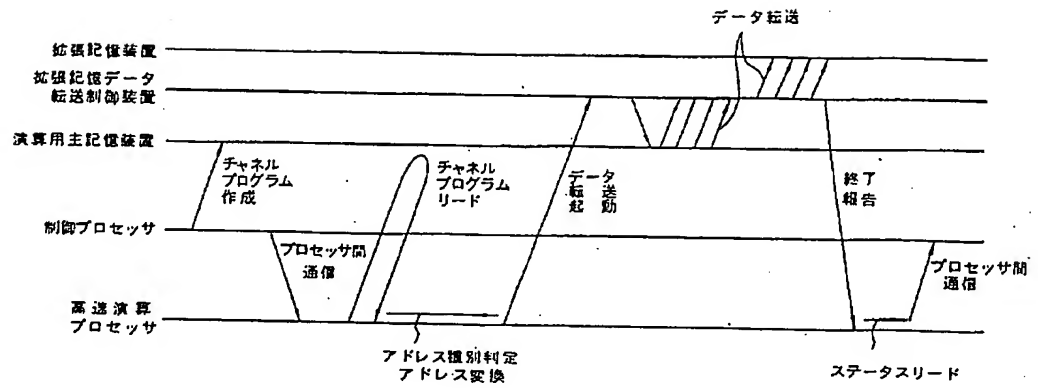 データ転送
拡張記憶装置
拡張記憶データ
転送制御装置
演算用主記憶装置
チャネル
プログラム
作成
チャネル
プログラム
リード
データ
転送
起動
終了
報告
制御プロセッサ
プロセッサ間
通信
プロセッサ間
通信
高速演算
プロセッサ
アドレス種別判定
アドレス変換
ステータスリード